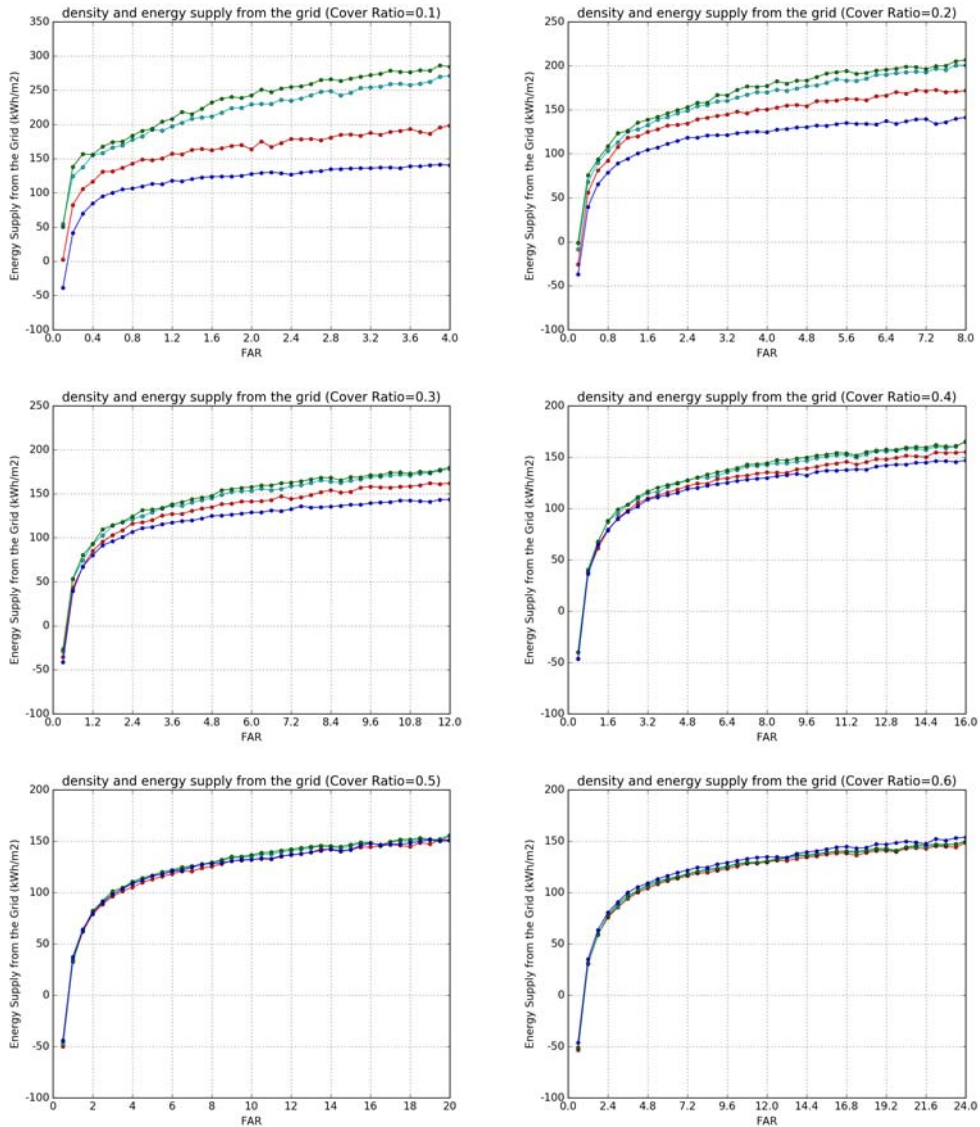 density and energy supply from the grid (Cover Ratio=0.1)
350
300
250
200
150
100
50
0
-50
-100
Energy Supply from the Grid (kWh/m2)
0.0 0.4 0.8 1.2 1.6 2.0 2.4 2.8 3.2 3.6 4.0
FAR
density and energy supply from the grid (Cover Ratio=0.2)
250
200
150
100
50
0
-50
-100
Energy Supply from the Grid (kWh/m2)
0.0 0.8 1.6 2.4 3.2 4.0 4.8 5.6 6.4 7.2 8.0
FAR
density and energy supply from the grid (Cover Ratio=0.3)
250
200
150
100
50
0
-50
-100
Energy Supply from the Grid (kWh/m2)
0.0 1.2 2.4 3.6 4.8 6.0 7.2 8.4 9.6 10.8 12.0
FAR
density and energy supply from the grid (Cover Ratio=0.4)
200
150
100
50
0
-50
-100
Energy Supply from the Grid (kWh/m2)
0.0 1.6 3.2 4.8 6.4 8.0 9.6 11.2 12.8 14.4 16.0
FAR
density and energy supply from the grid (Cover Ratio=0.5)
200
150
100
50
0
-50
-100
Energy Supply from the Grid (kWh/m2)
0 2 4 6 8 10 12 14 16 18 20
FAR
density and energy supply from the grid (Cover Ratio=0.6)
200
150
100
50
0
-50
-100
Energy Supply from the Grid (kWh/m2)
0.0 2.4 4.8 7.2 9.6 12.0 14.4 16.8 19.2 21.6 24.0
FAR